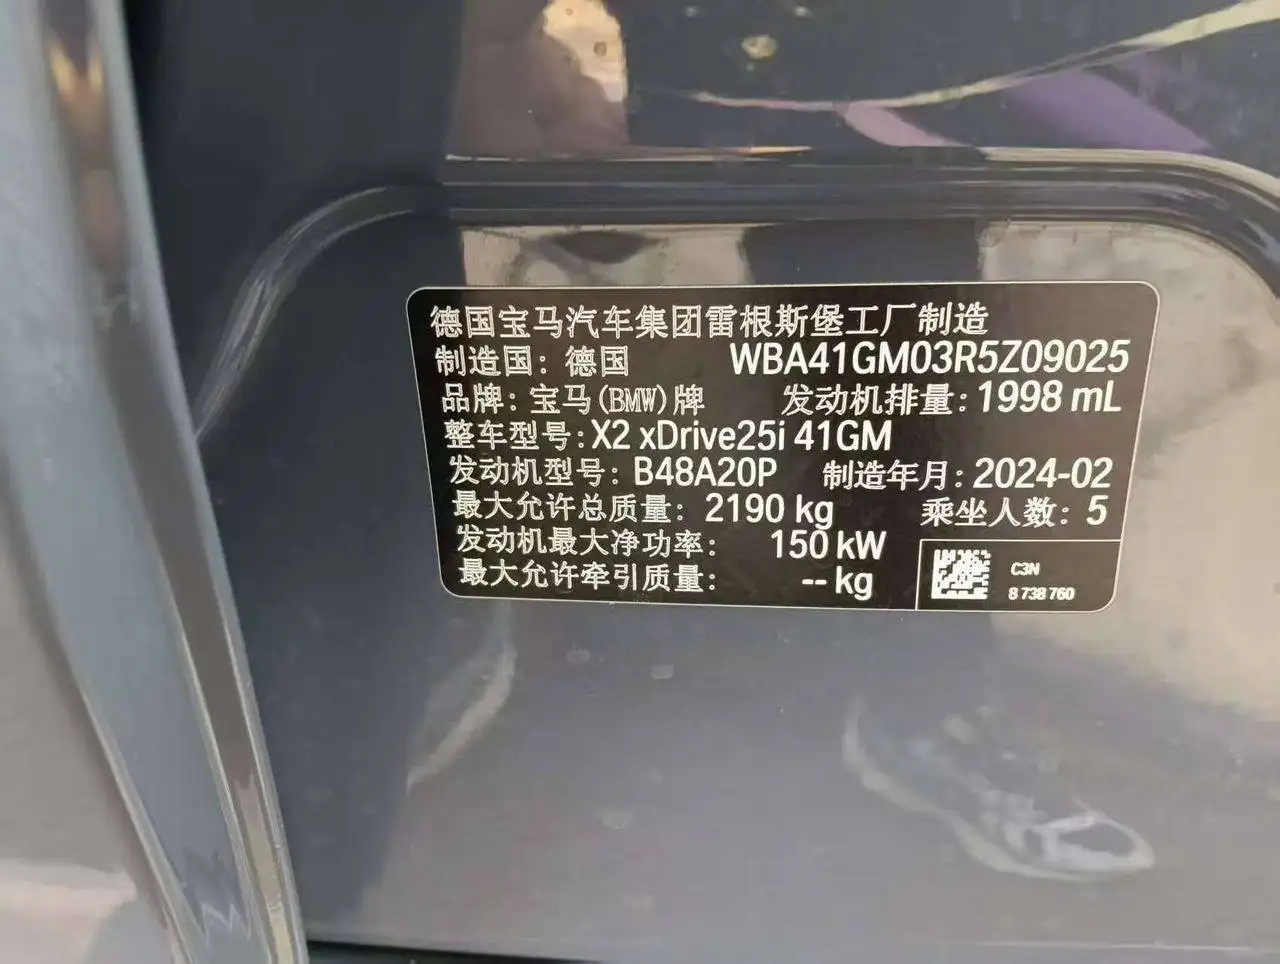 德国宝马汽车集团雷根斯堡工厂制造
制造国: 德国 WBA41GM03R5Z09025
品牌: 宝马(BMW)牌 发动机排量: 1998 mL
整车型号: X2 xDrive25i 41GM
发动机型号: B48A20P 制造年月: 2024-02
最大允许总质量: 2190 kg 乘坐人数: 5
发动机最大净功率: 150 kW
最大允许牵引质量: -- kg
C3N
8 738 760